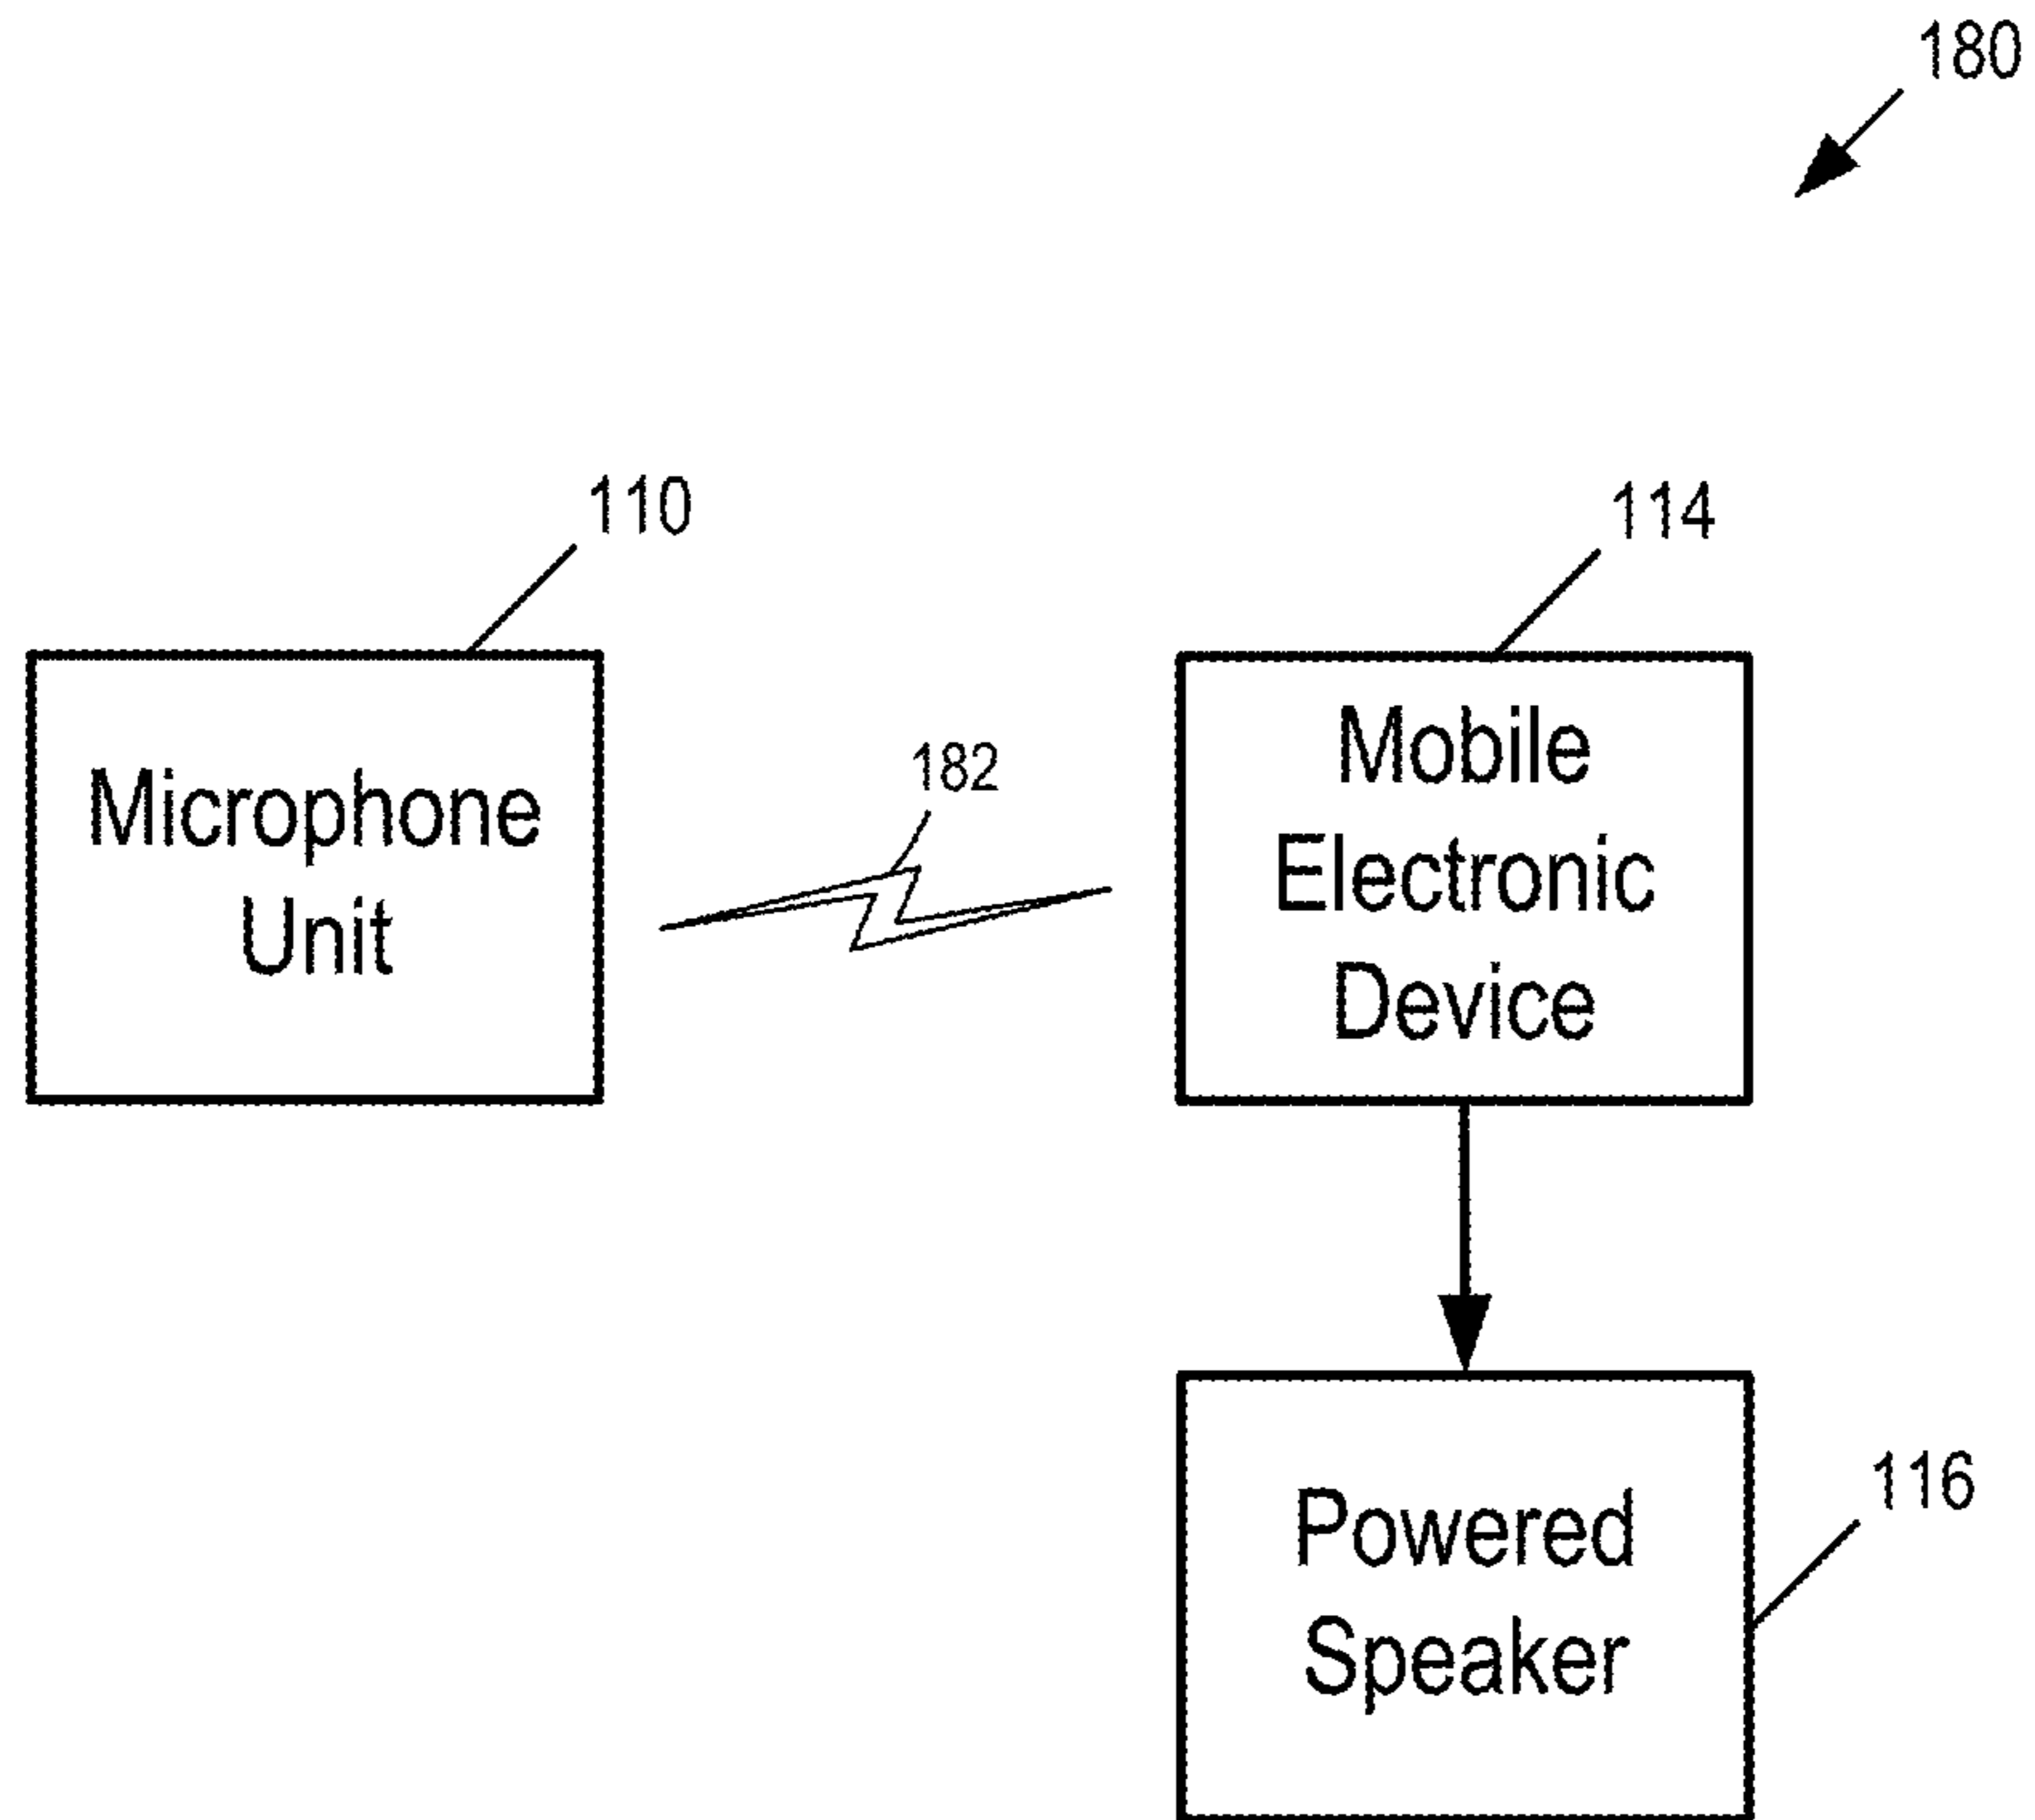 180
110
114
Microphone
Unit
182
Mobile
Electronic
Device
Powered
Speaker
116